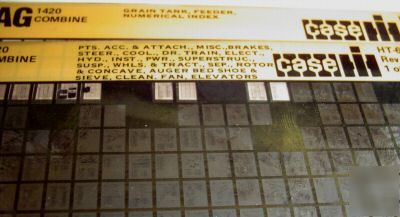 AG 1420 GRAIN TANK, FEEDER,
COMBINE NUMERICAL INDEX
case IH
1420 PTS. ACC. & ATTACH., MISC., BRAKES, HT-
COMBINE STEER., COOL., DR. TRAIN, ELECT., case IH Rev.
HYD., INST., PWR., SUPERSTRUC., 1 o
SUSP., WHLS. & TRACT., SEP., ROTOR
& CONCAVE, AUGER BED SHOE &
SIEVE, CLEAN, FAN, ELEVATORS